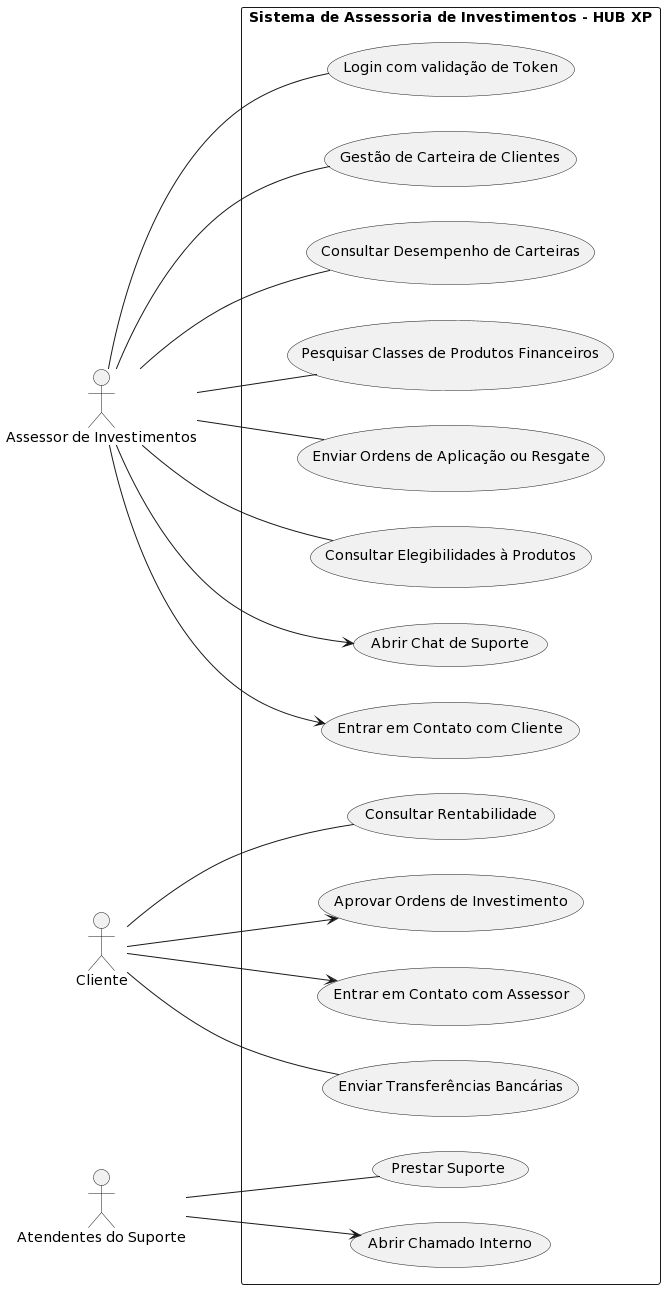 Sistema de Assessoria de Investimentos - HUB XP
Login com validação de Token
Gestão de Carteira de Clientes
Consultar Desempenho de Carteiras
Pesquisar Classes de Produtos Financeiros
Assessor de Investimentos
Enviar Ordens de Aplicação ou Resgate
Consultar Elegibilidades à Produtos
Abrir Chat de Suporte
Entrar em Contato com Cliente
Consultar Rentabilidade
Aprovar Ordens de Investimento
Cliente
Entrar em Contato com Assessor
Enviar Transferências Bancárias
Prestar Suporte
Atendentes do Suporte
Abrir Chamado Interno